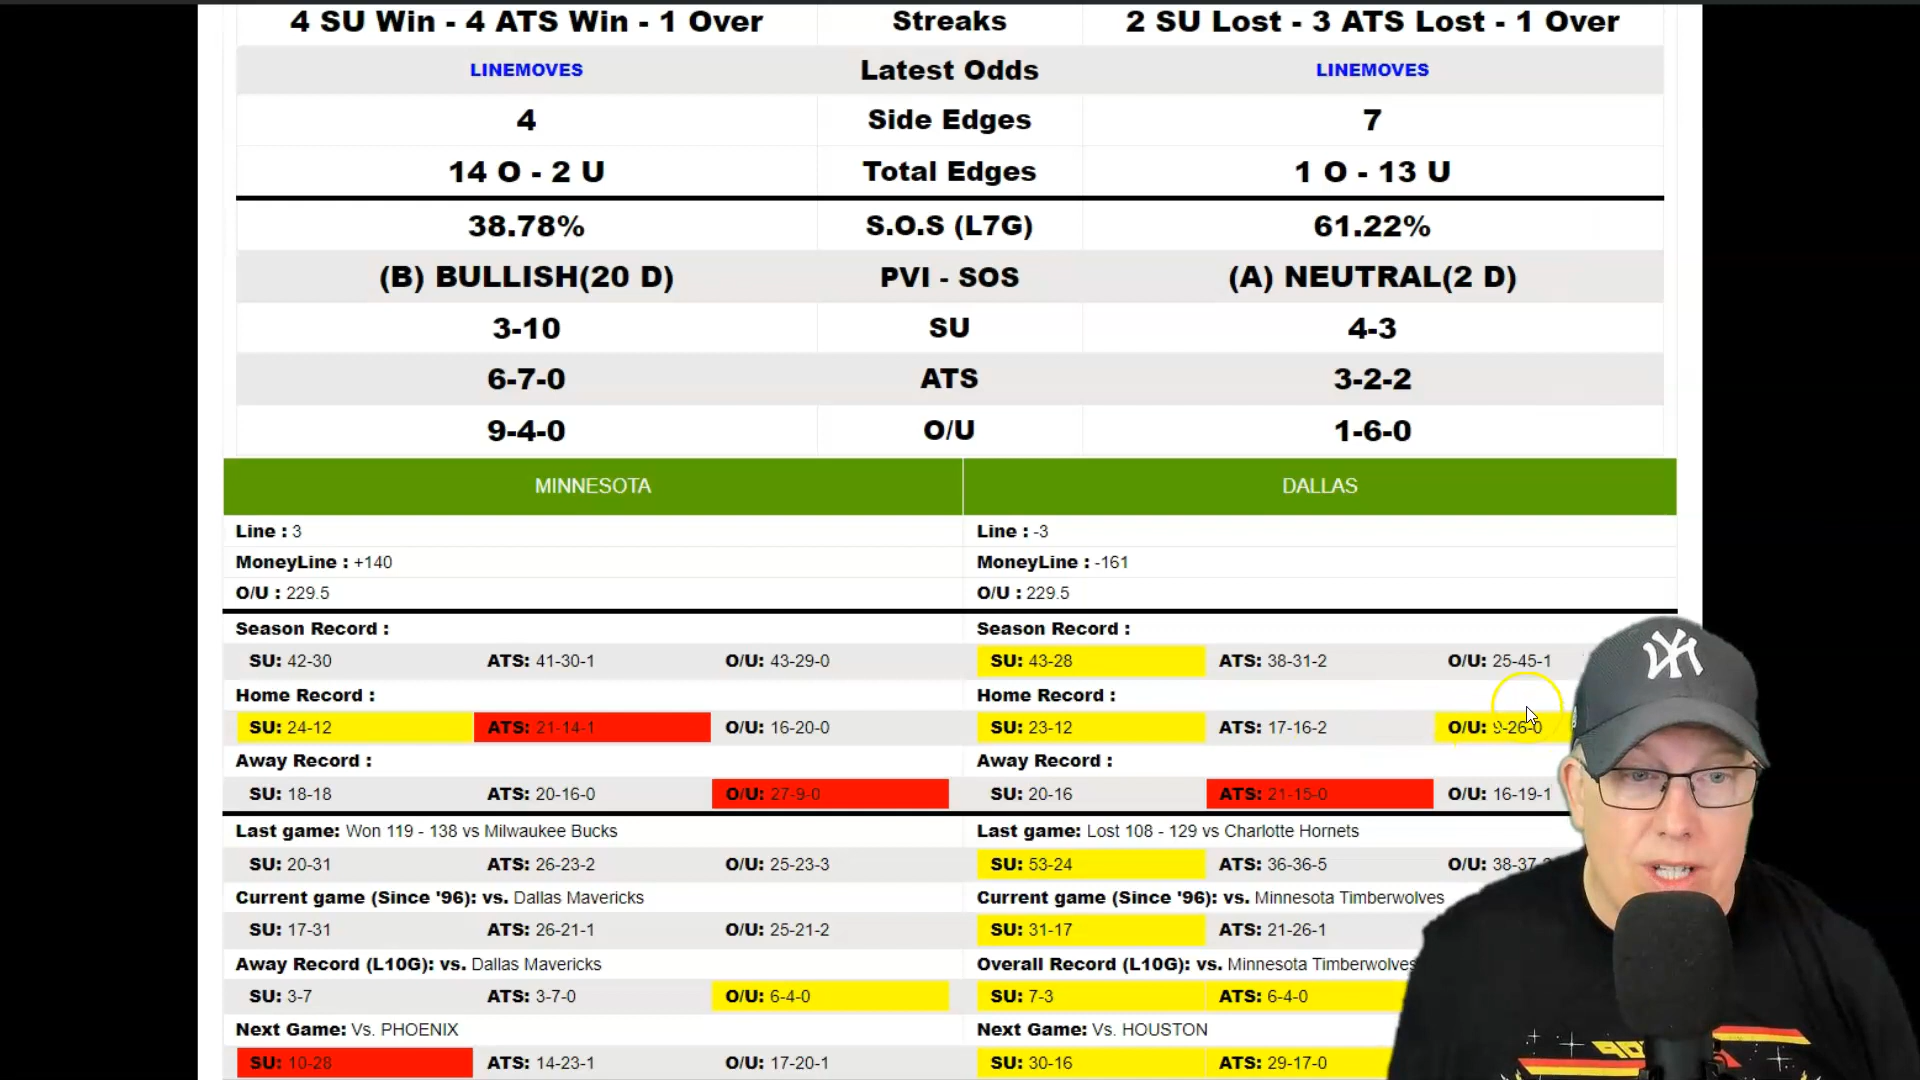 4 SU Win - 4 ATS Win - 1 Over Streaks 2 SU Lost - 3 ATS Lost - 1 Over
LINEMOVES Latest Odds LINEMOVES
4 Side Edges 7
14 O - 2 U Total Edges 1 O - 13 U
38.78% S.O.S (L7G) 61.22%
(B) BULLISH(20 D) PVI - SOS (A) NEUTRAL(2 D)
3-10 SU 4-3
6-7-0 ATS 3-2-2
9-4-0 O/U 1-6-0
MINNESOTA DALLAS
Line : 3 Line : -3
MoneyLine : +140 MoneyLine : -161
O/U : 229.5 O/U : 229.5
Season Record : Season Record :
SU: 42-30 ATS: 41-30-1 O/U: 43-29-0 SU: 43-28 ATS: 38-31-2 O/U: 25-45-1
Home Record : Home Record :
SU: 24-12 ATS: 21-14-1 O/U: 16-20-0 SU: 23-12 ATS: 17-16-2 O/U: 9-26-0
Away Record : Away Record :
SU: 18-18 ATS: 20-16-0 O/U: 27-9-0 SU: 20-16 ATS: 21-15-0 O/U: 16-19-1
Last game: Won 119 - 138 vs Milwaukee Bucks Last game: Lost 108 - 129 vs Charlotte Hornets
SU: 20-31 ATS: 26-23-2 O/U: 25-23-3 SU: 53-24 ATS: 36-36-5 O/U: 38-37-
Current game (Since '96): vs. Dallas Mavericks Current game (Since '96): vs. Minnesota Timberwolves
SU: 17-31 ATS: 26-21-1 O/U: 25-21-2 SU: 31-17 ATS: 21-26-1
Away Record (L10G): vs. Dallas Mavericks Overall Record (L10G): vs. Minnesota Timberwolves
SU: 3-7 ATS: 3-7-0 O/U: 6-4-0 SU: 7-3 ATS: 6-4-0
Next Game: Vs. PHOENIX Next Game: Vs. HOUSTON
SU: 10-28 ATS: 14-23-1 O/U: 17-20-1 SU: 30-16 ATS: 29-17-0